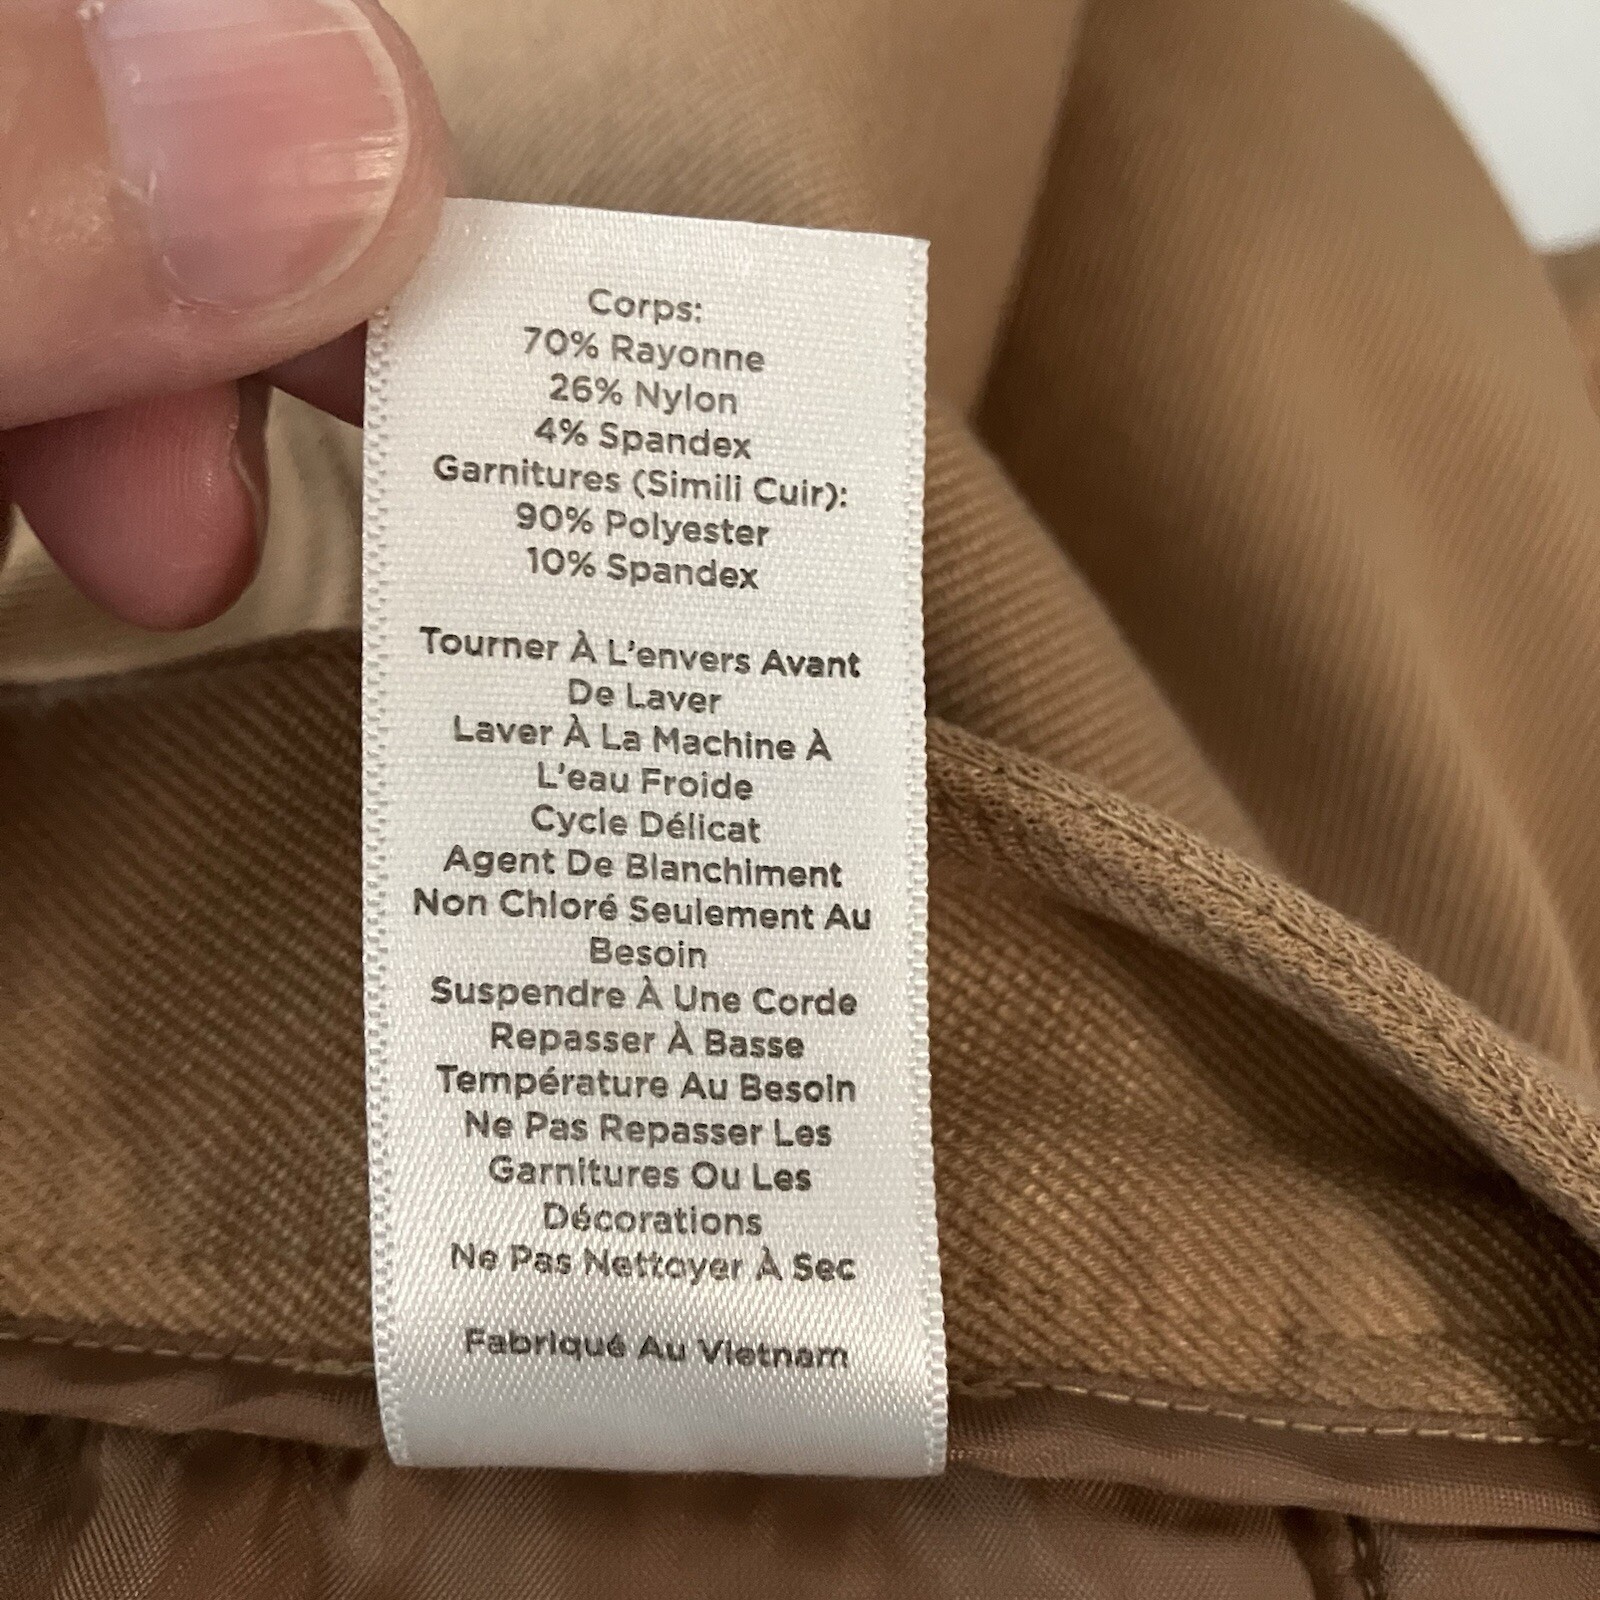 Corps:
70% Rayonne
26% Nylon
4% Spandex
Garnitures (Simili Cuir):
90% Polyester
10% Spandex
Tourner À L'envers Avant
De Laver
Laver À La Machine À
L'eau Froide
Cycle Délicat
Agent De Blanchiment
Non Chloré Seulement Au
Besoin
Suspendre À Une Corde
Repasser À Basse
Température Au Besoin
Ne Pas Repasser Les
Garnitures Ou Les
Décorations
Ne Pas Nettoyer À Sec
Fabriqué Au Vietnam